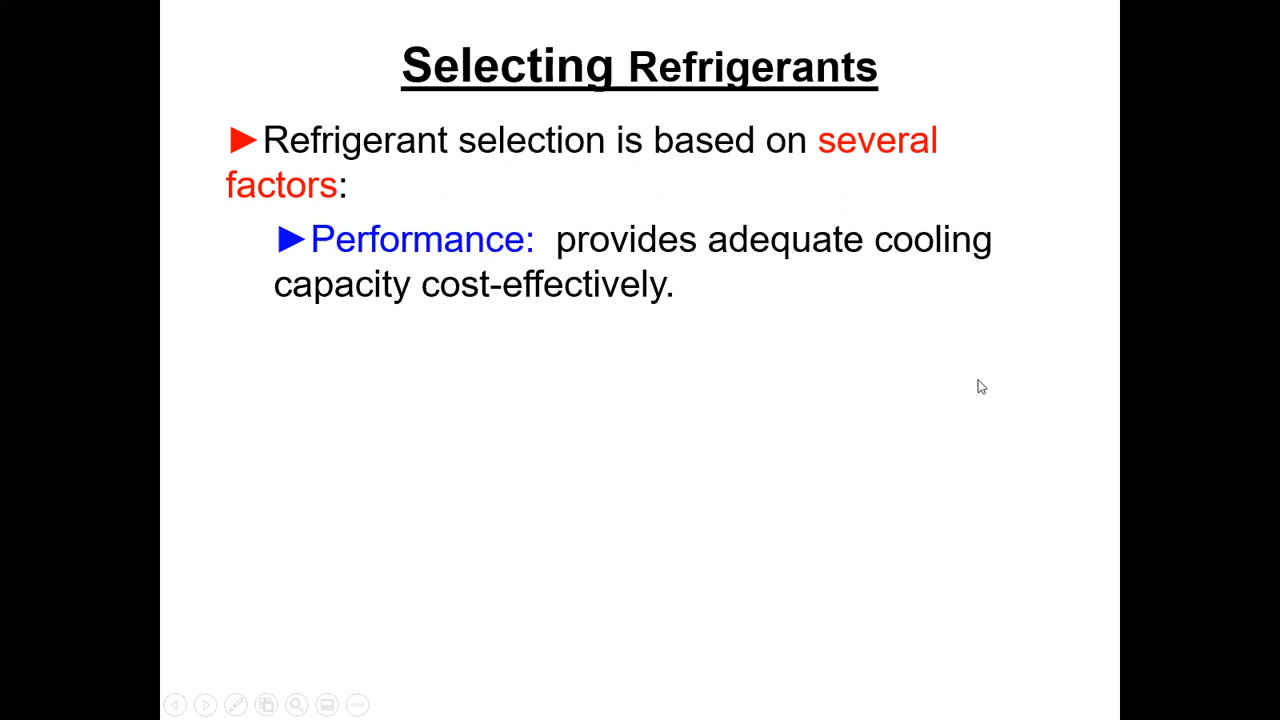 Selecting Refrigerants
►Refrigerant selection is based on several
factors:
►Performance:  provides adequate cooling
capacity cost-effectively.